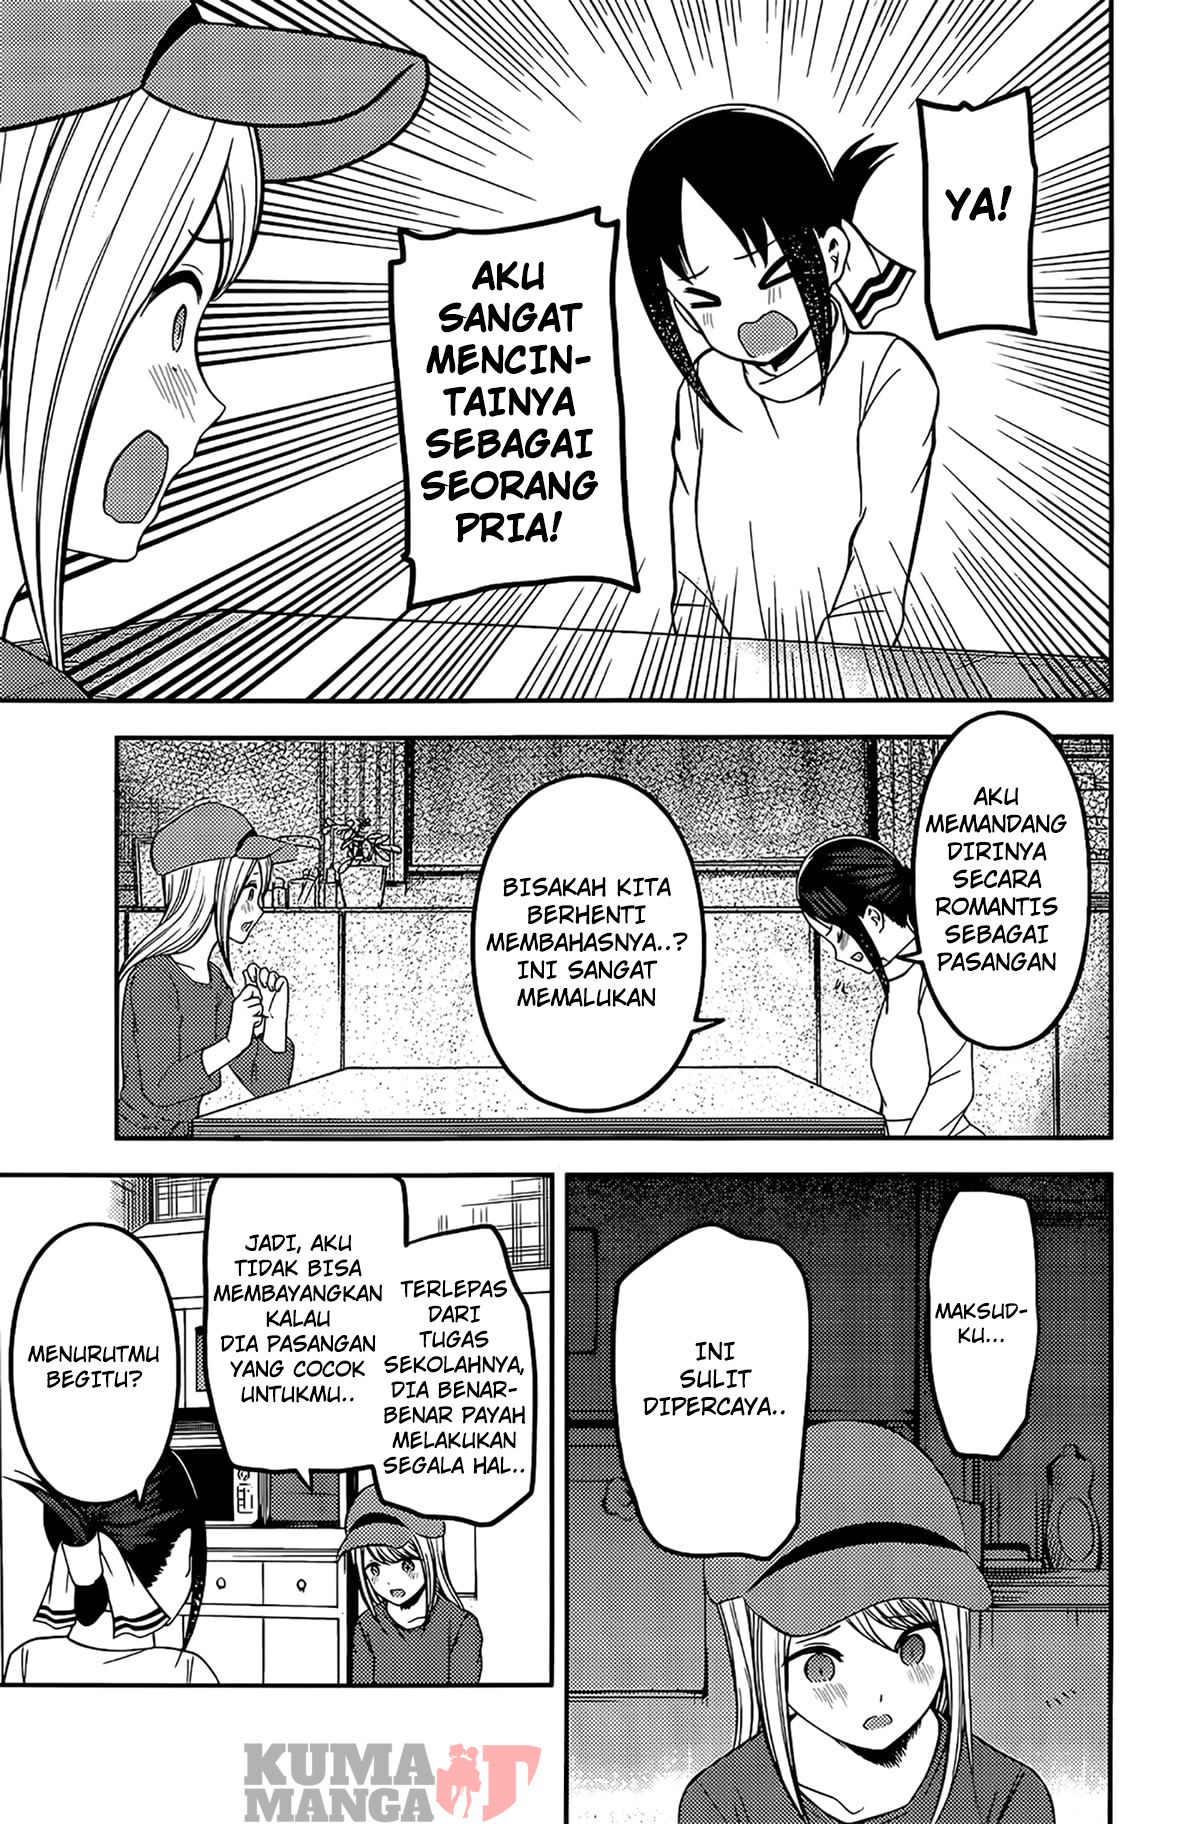 YA!
AKU
SANGAT
MENCIN-
TAINYA
SEBAGAI
SEORANG
PRIA!
AKU
MEMANDANG
DIRINYA
SECARA
ROMANTIS
SEBAGAI
PASANGAN
BISAKAH KITA
BERHENTI
MEMBAHASNYA..?
INI SANGAT
MEMALUKAN
MAKSUD-
KU...
INI
SULIT
DIPERCAYA..
TERLEPAS
DARI
TUGAS
SEKOLAHNYA,
DIA BENAR-
BENAR PAYAH
MELAKUKAN
SEGALA HAL..
JADI, AKU
TIDAK BISA
MEMBAYANGKAN
KALAU
DIA PASANGAN
YANG COCOK
UNTUKMU..
MENURUTMU
BEGITU?
KUMA
MANGA